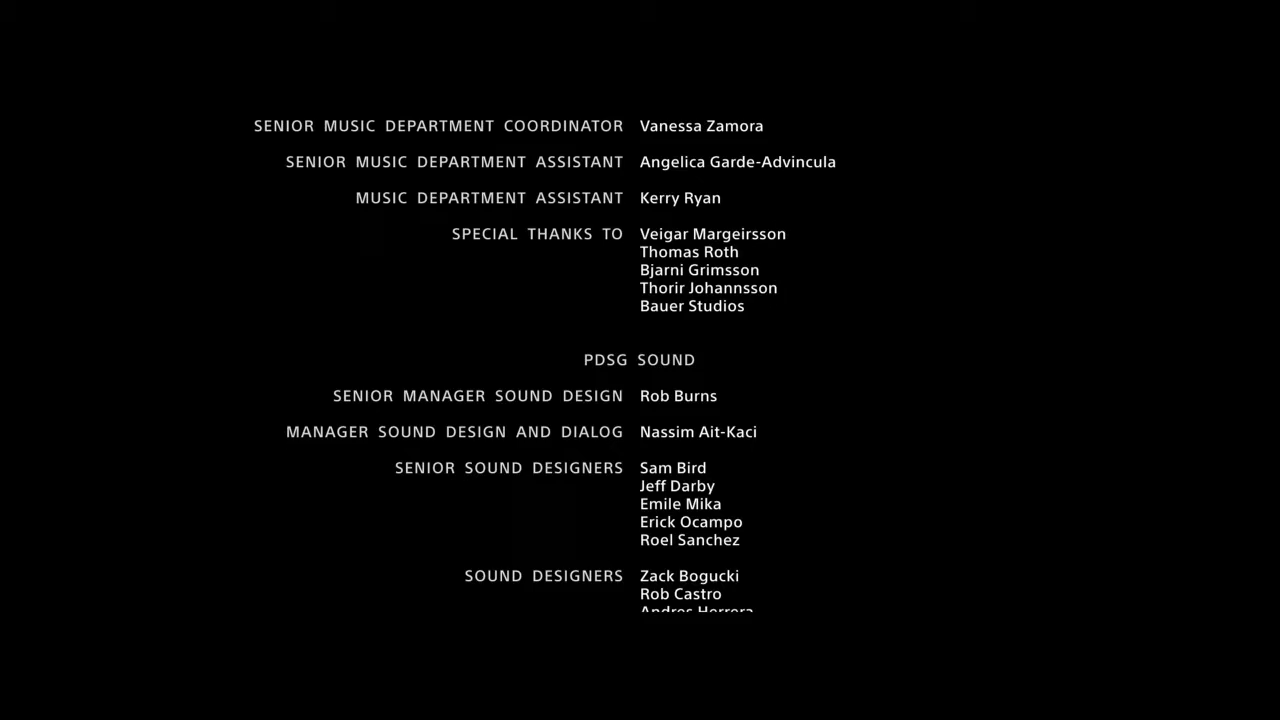 SENIOR MUSIC DEPARTMENT COORDINATOR Vanessa Zamora
SENIOR MUSIC DEPARTMENT ASSISTANT Angelica Garde-Advincula
MUSIC DEPARTMENT ASSISTANT Kerry Ryan
SPECIAL THANKS TO Veigar Margeirsson
Thomas Roth
Bjarni Grimsson
Thorir Johannsson
Bauer Studios
PDSG SOUND
SENIOR MANAGER SOUND DESIGN Rob Burns
MANAGER SOUND DESIGN AND DIALOG Nassim Ait-Kaci
SENIOR SOUND DESIGNERS Sam Bird
Jeff Darby
Emile Mika
Erick Ocampo
Roel Sanchez
SOUND DESIGNERS Zack Bogucki
Rob Castro
Andres Herrera